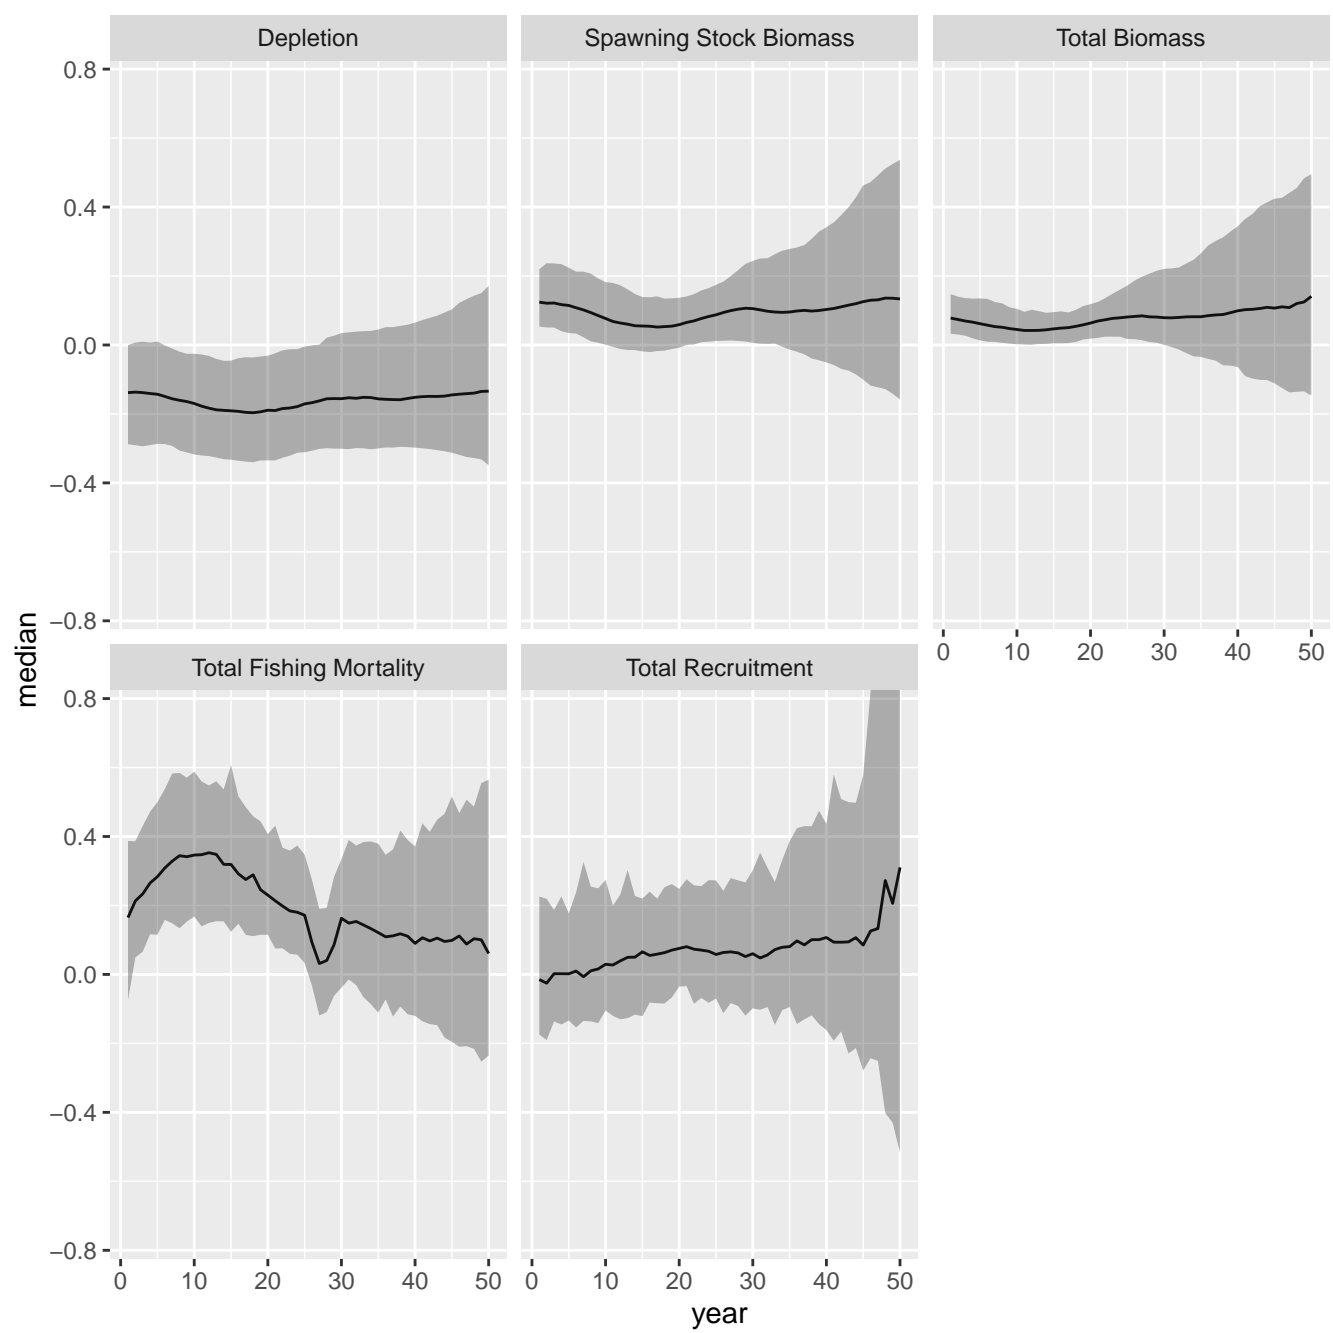 Depletion
Spawning Stock Biomass
Total Biomass
0.8
0.4
0.0
−0.4
−0.8
0 10 20 30 40 50
median
Total Fishing Mortality
Total Recruitment
0.8
0.4
0.0
−0.4
−0.8
0 10 20 30 40 50
0 10 20 30 40 50
year